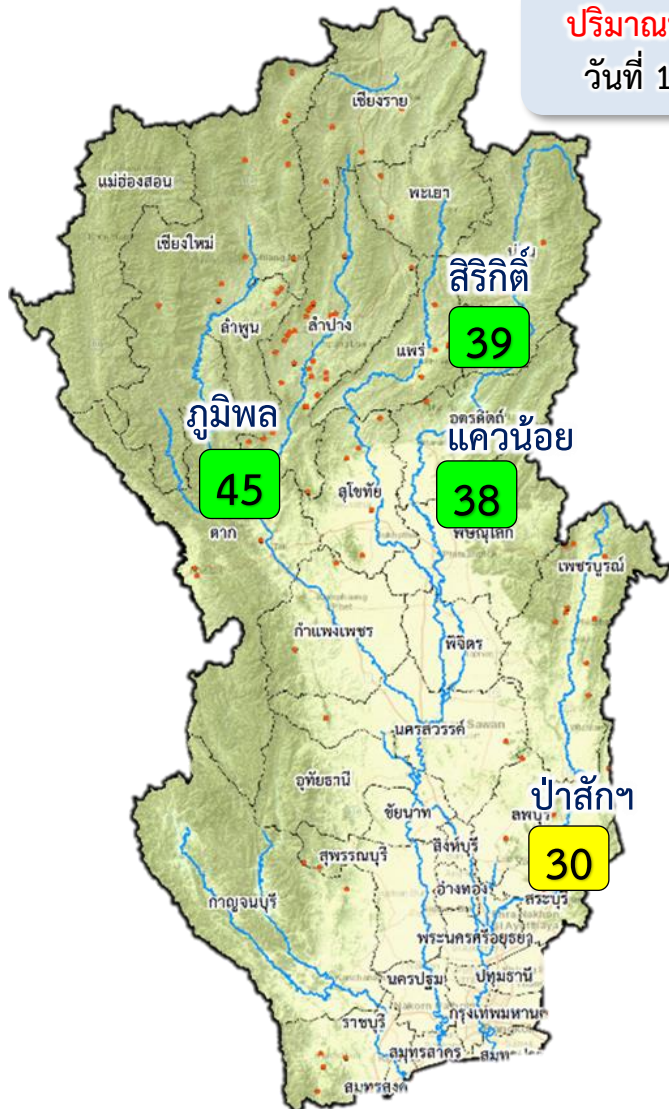 ปริมาณ
วันที่ 1
เชียงราย
แม่ฮ่องสอน
พะเยา
เชียงใหม่
น่าน
สิริกิติ์
39
ลำพูน
ลำปาง
แพร่
ภูมิพล
45
อุตรดิตถ์
แควน้อย
38
สุโขทัย
ตาก
พิษณุโลก
เพชรบูรณ์
กำแพงเพชร
พิจิตร
นครสวรรค์
Sawan
อุทัยธานี
ป่าสักฯ
30
ชัยนาท
ลพบุรี
สิงห์บุรี
สุพรรณบุรี
อ่างทอง
สระบุรี
กาญจนบุรี
พระนครศรีอยุธยา
นครปฐม
ปทุมธานี
ราชบุรี
กรุงเทพมหานค
สมุทรสาคร
สมุทรปรา
สมุทรสงค